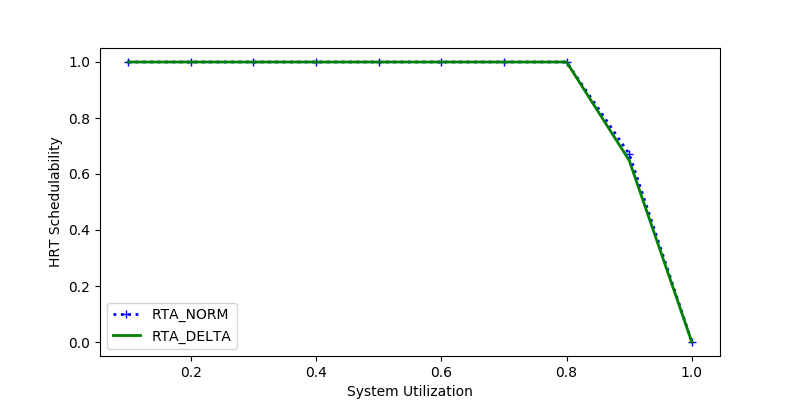 1.0
0.8
0.6
0.4
0.2
0.0
HRT Schedulability
RTA_NORM
RTA_DELTA
0.2 0.4 0.6 0.8 1.0
System Utilization